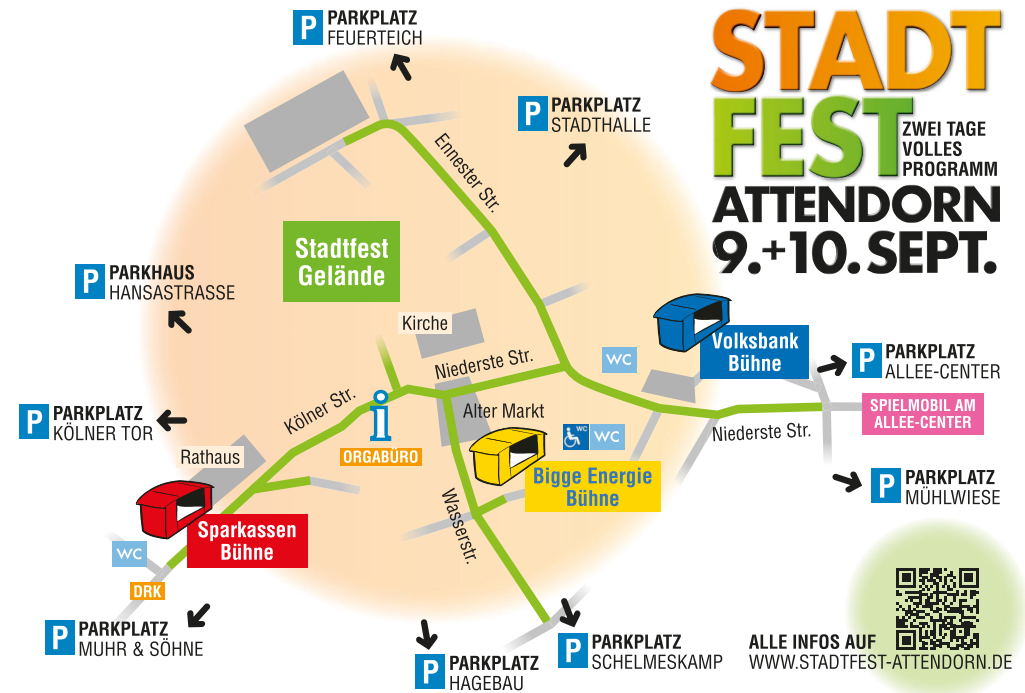 P PARKPLATZ
FEUERTEICH
P PARKPLATZ
STADTHALLE
STADT
FEST
ZWEI TAGE
VOLLES
PROGRAMM
ATTENDORN
9.+10. SEPT.
Ennester Str.
Stadtfest
Gelände
P PARKHAUS
HANSASTRASSE
Kirche
Niederste Str.
WC
Volksbank
Bühne
P PARKPLATZ
ALLEE-CENTER
P PARKPLATZ
KÖLNER TOR
Kölner Str.
i
ORGABÜRO
Alter Markt
WC
WC
Niederste Str.
SPIELMOBIL AM
ALLEE-CENTER
Rathaus
Bigge Energie
Bühne
P PARKPLATZ
MÜHLWIESE
Wasserstr.
Sparkassen
Bühne
WC
DRK
P PARKPLATZ
MUHR & SÖHNE
P PARKPLATZ
HAGEBAU
P PARKPLATZ
SCHELMESKAMP
ALLE INFOS AUF
WWW.STADTFEST-ATTENDORN.DE